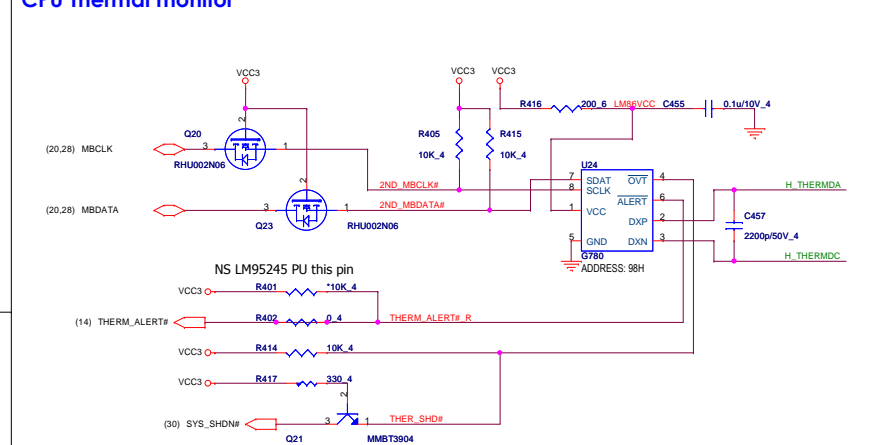 CPU Thermal monitor
VCC3 VCC3 VCC3
R416 200_6 LM86VCC C455 0.1u/10V_4
2
Q20 R405 R415
(20,28) MBCLK 3 1
RHU002N06 10K_4 10K_4
U24
2 2ND_MBCLK# 7 SDAT OVT 4
8 SCLK
ALERT 6 H_THERMDA
(20,28) MBDATA 3 1 2ND_MBDATA# 1 VCC
DXP 2 C457
Q23 RHU002N06 2200p/50V_4
5 GND DXN 3
G780 H_THERMDC
NS LM95245 PU this pin ADDRESS: 98H
VCC3 R401 *10K_4
(14) THERM_ALERT# R402 0_4 THERM_ALERT#_R
VCC3 R414 10K_4
VCC3 R417 330_4
2
(30) SYS_SHDN# 3 1 THER_SHD#
Q21 MMBT3904